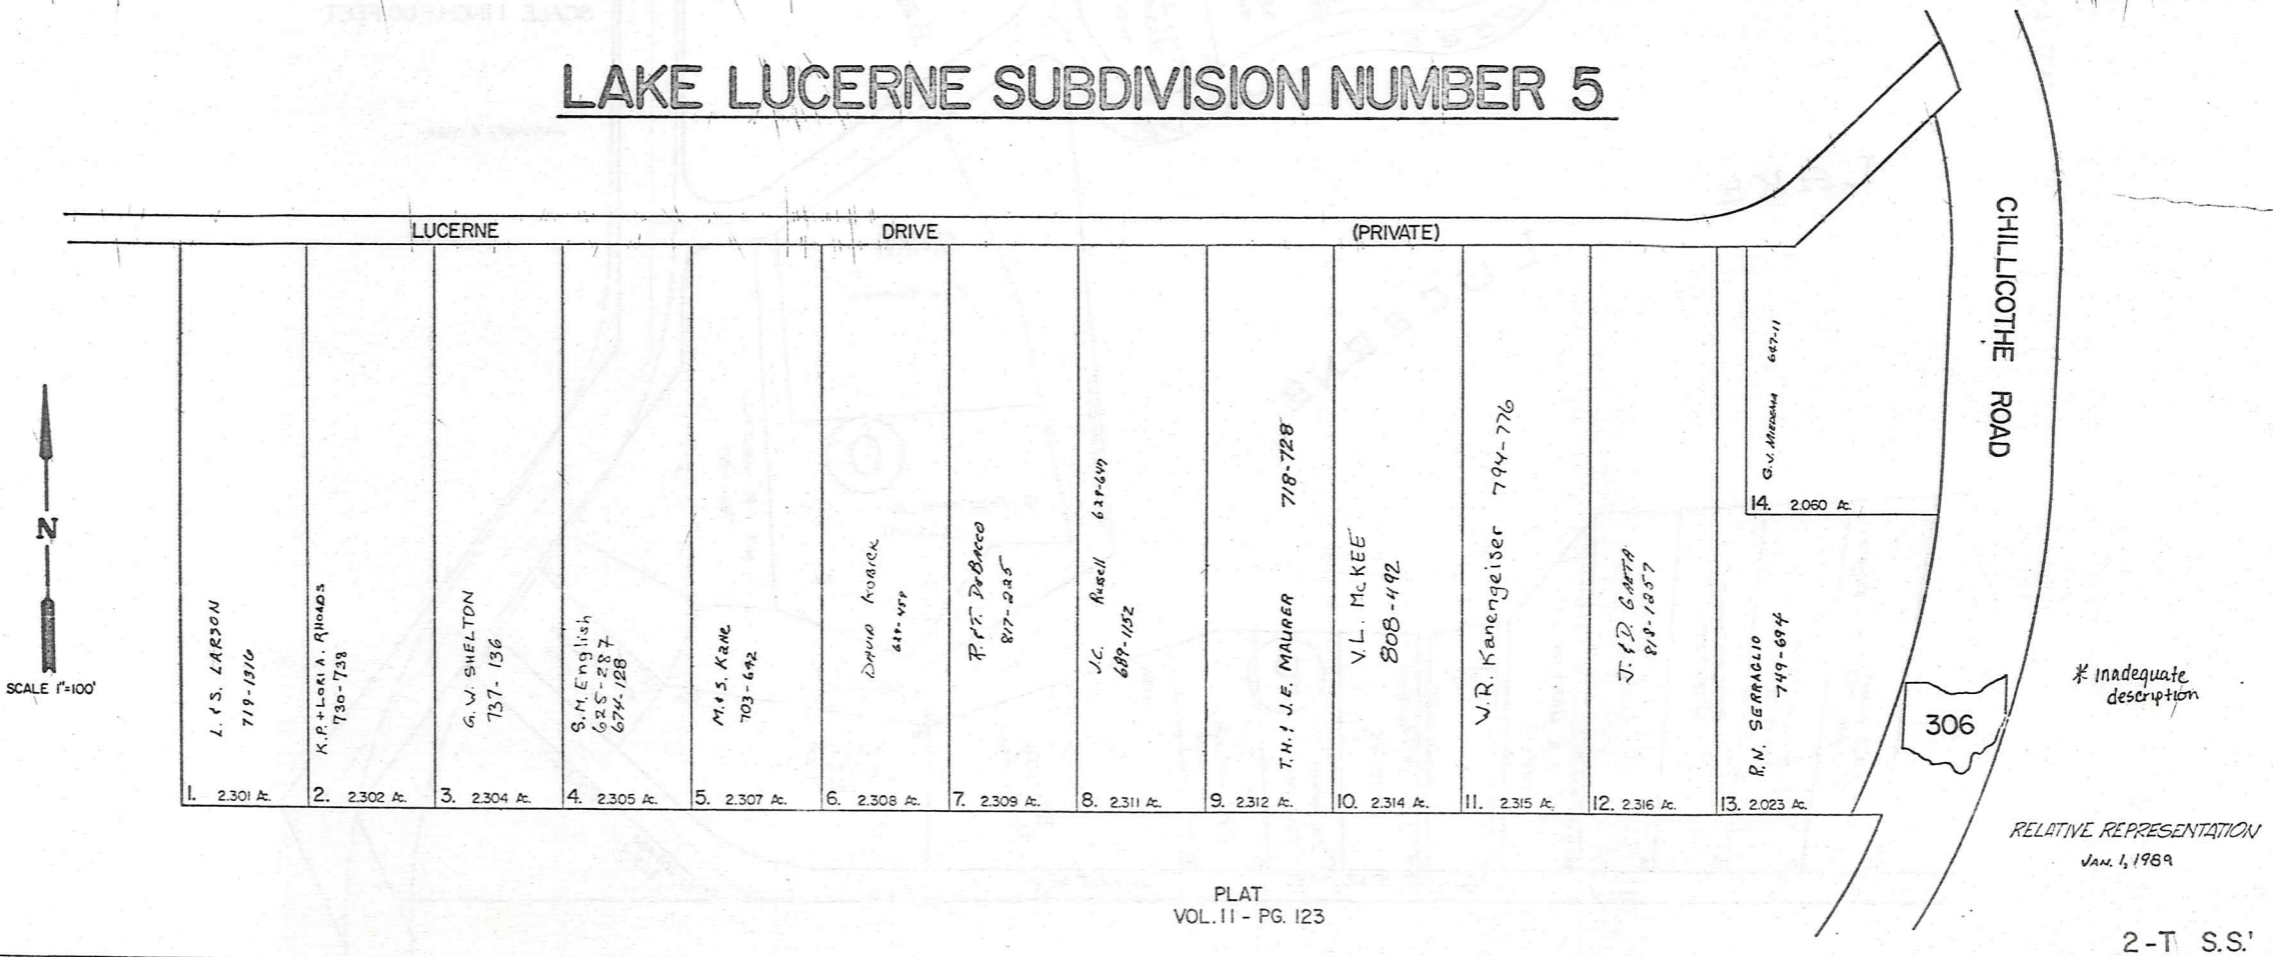 LAKE LUCERNE SUBDIVISION NUMBER 5
LUCERNE DRIVE (PRIVATE)
CHILLICOTHE ROAD
N
SCALE 1"=100'
L. & S. LARSON
719-1316
1. 2.301 Ac.
K.P. + LORI A. RHOADS
730-738
2. 2.302 Ac.
G. W. SHELTON
737-136
3. 2.304 Ac.
S.M. English
625-287
674-128
4. 2.305 Ac.
M. & S. Kane
703-642
5. 2.307 Ac.
DAVID KUBICK
6. 2.308 Ac.
R. & T. DeBacco
817-225
7. 2.309 Ac.
J.C. Russell
689-1152
8. 2.311 Ac.
T.H. & J.E. MAURER 718-728
9. 2.312 Ac.
V.L. McKEE
808-492
10. 2.314 Ac.
W.R. Kanengeiser 794-776
11. 2.315 Ac.
J. & D. GAETA
818-1257
12. 2.316 Ac.
R.N. SERRAGLIO
749-694
13. 2.023 Ac.
G.V. MIEDEMA 647-11
14. 2.060 Ac.
306
* inadequate
description
RELATIVE REPRESENTATION
JAN. 1, 1989
PLAT
VOL. 11 - PG. 123
2-T S.S.'